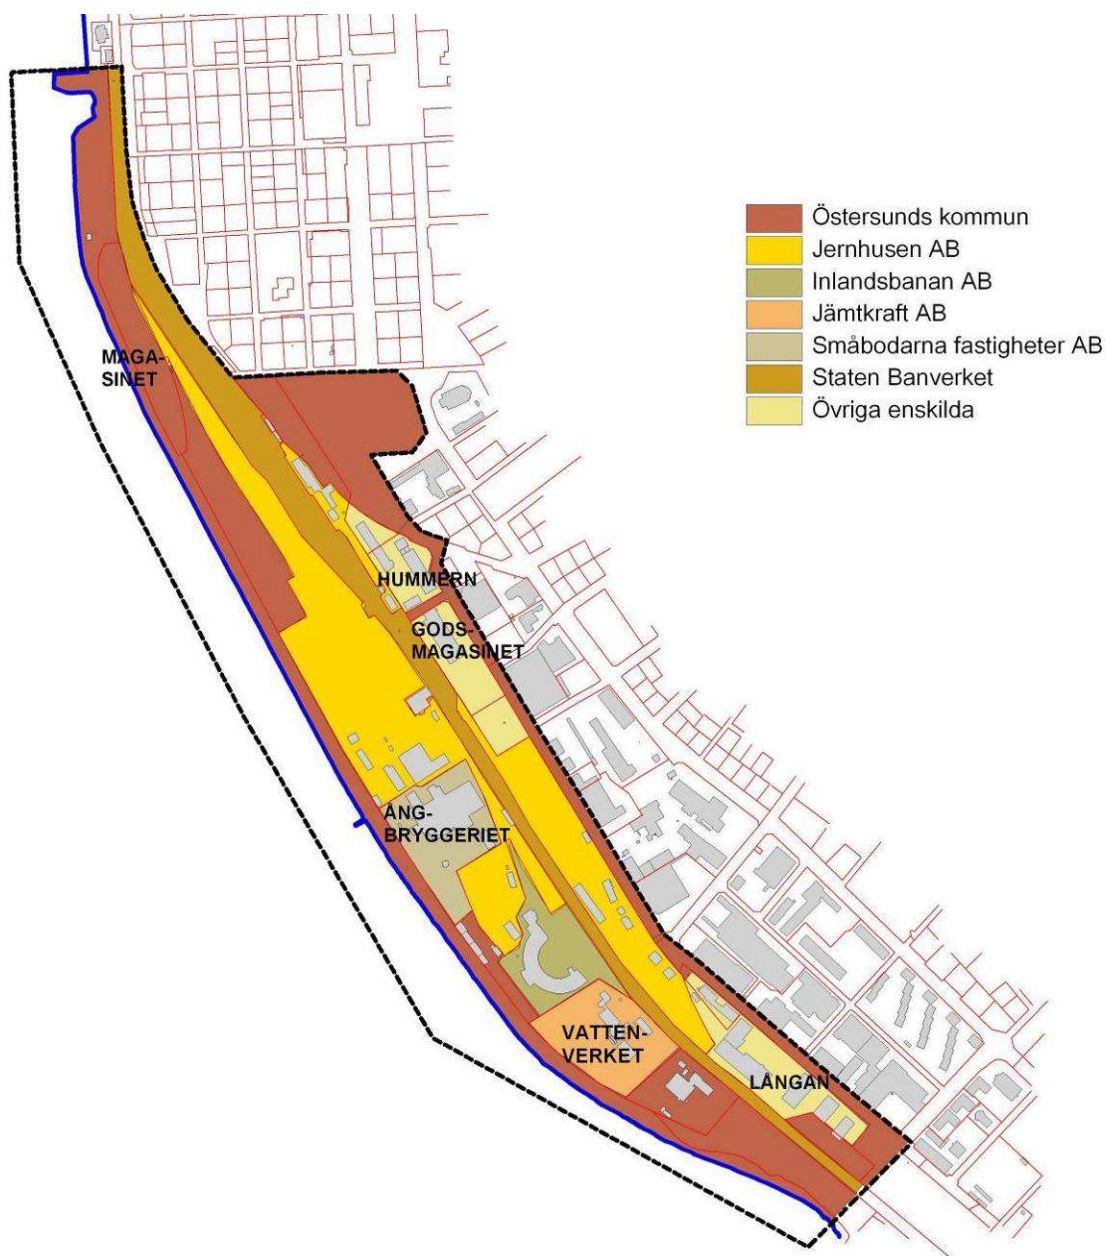 Östersunds kommun
Jernhusen AB
Inlandsbanan AB
Jämtkraft AB
Småbodarna fastigheter AB
Staten Banverket
Övriga enskilda
MAGA-
SINET
HUMMERN
GODS-
MAGASINET
ÅNG-
BRYGGERIET
VATTEN-
VERKET
LÅNGAN